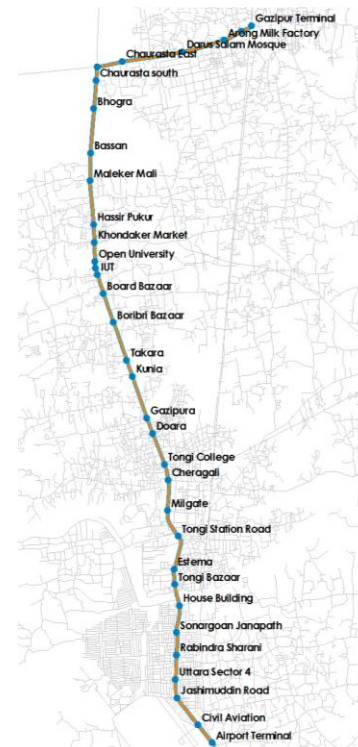 Gazipur Terminal
Arong Milk Factory
Darus Salam Mosque
Chaurasta East
Chaurasta south
Bhogra
Bassan
Maleker Mali
Hassir Pukur
Khondaker Market
Open University
IUT
Board Bazaar
Boribri Bazaar
Takara
Kunia
Gazipura
Doara
Tongi College
Cheragali
Milgate
Tongi Station Road
Estema
Tongi Bazaar
House Building
Sonargoan Janapath
Rabindra Sharani
Uttara Sector 4
Jashimuddin Road
Civil Aviation
Airport Terminal